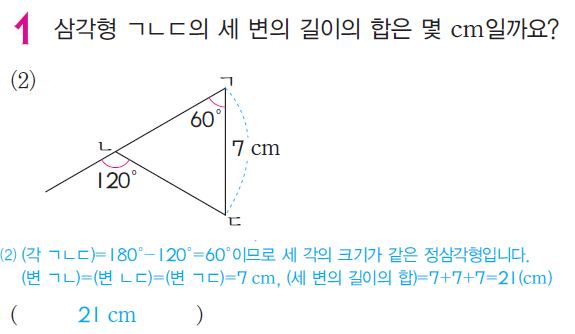 1 삼각형 ㄱㄴㄷ의 세 변의 길이의 합은 몇 cm일까요?
(2)
ㄱ
60°
ㄴ
7 cm
120°
ㄷ
(2) (각 ㄱㄴㄷ)=180°-120°=60°이므로 세 각의 크기가 같은 정삼각형입니다.
(변 ㄱㄴ)=(변 ㄴㄷ)=(변 ㄱㄷ)=7 cm, (세 변의 길이의 합)=7+7+7=21(cm)
( 21 cm )